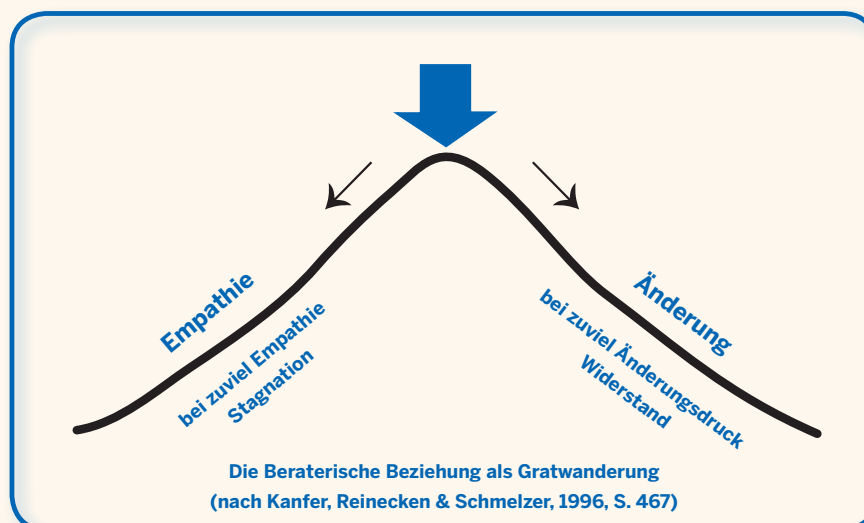 Empathie
bei zuviel Empathie
Stagnation
Änderung
bei zuviel Änderungsdruck
Widerstand
Die Beraterische Beziehung als Gratwanderung
(nach Kanfer, Reinecken & Schmelzer, 1996, S. 467)